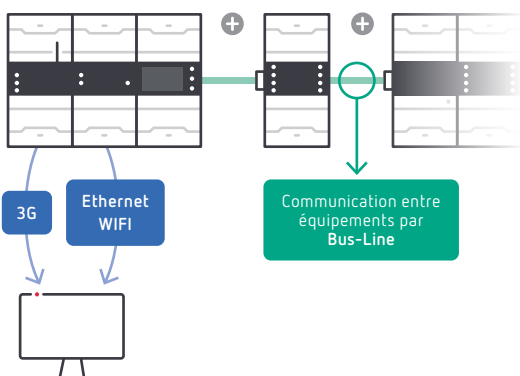 3G
Ethernet
WIFI
Communication entre
équipements par
Bus-Line